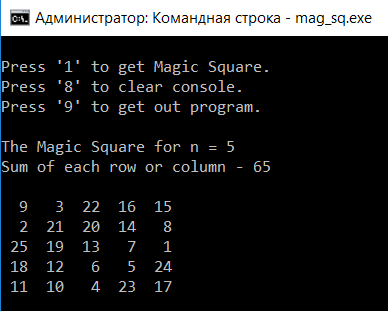 Администратор: Командная строка - mag_sq.exe
Press '1' to get Magic Square.
Press '8' to clear console.
Press '9' to get out program.
The Magic Square for n = 5
Sum of each row or column - 65
9 3 22 16 15
2 21 20 14 8
25 19 13 7 1
18 12 6 5 24
11 10 4 23 17